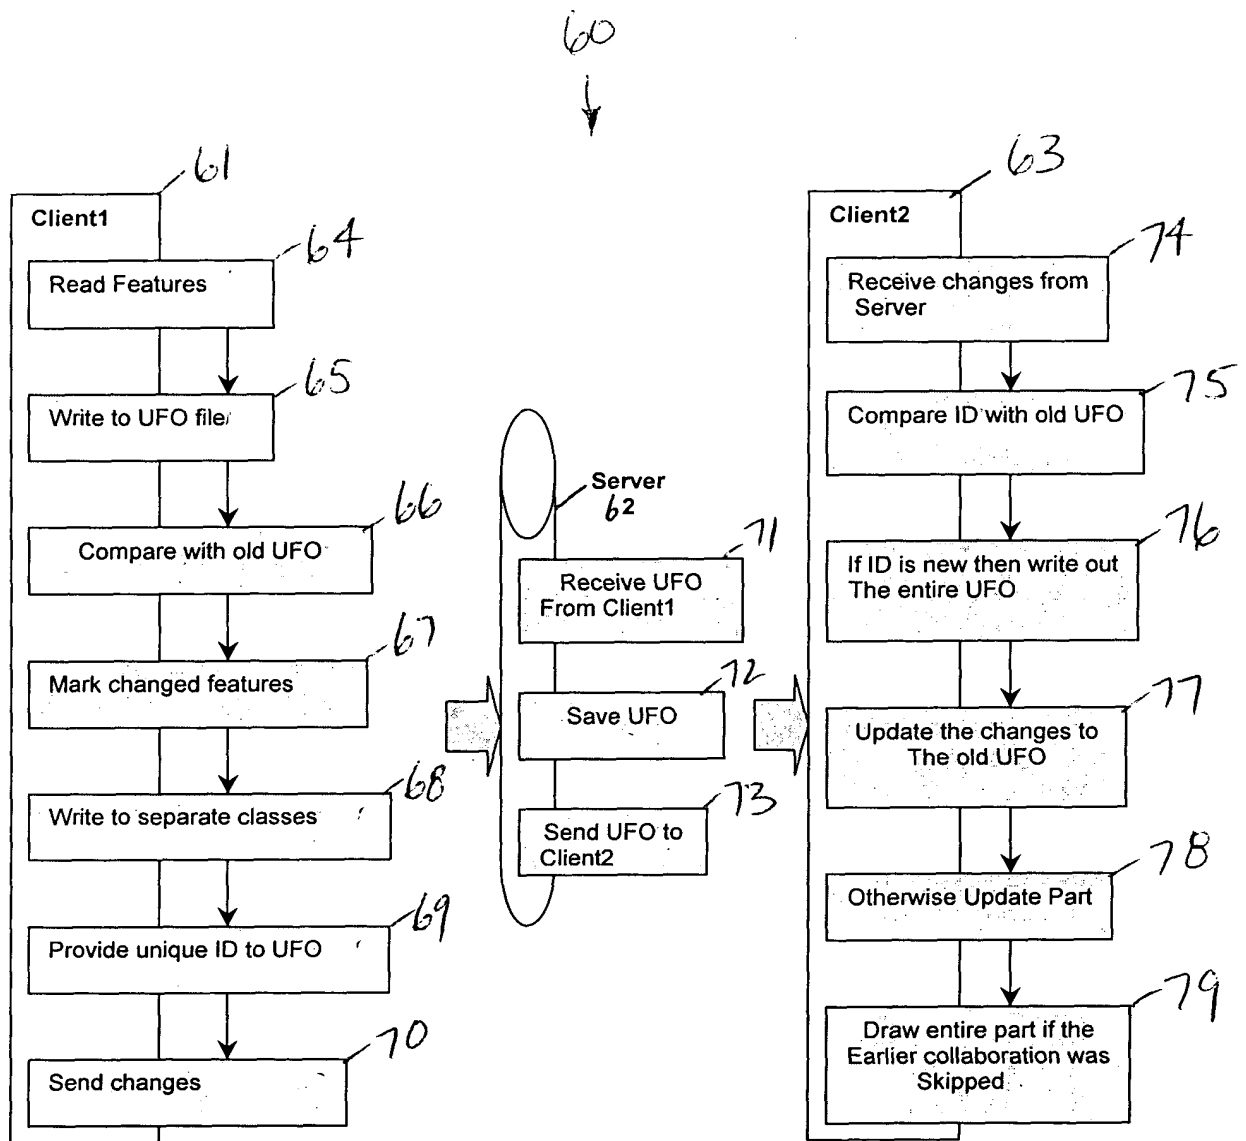 60
61
Client1
64
Read Features
65
Write to UFO file
66
Compare with old UFO
67
Mark changed features
68
Write to separate classes
69
Provide unique ID to UFO
70
Send changes
Server
62
71
Receive UFO
From Client1
72
Save UFO
73
Send UFO to
Client2
63
Client2
74
Receive changes from
Server
75
Compare ID with old UFO
76
If ID is new then write out
The entire UFO
77
Update the changes to
The old UFO
78
Otherwise Update Part
79
Draw entire part if the
Earlier collaboration was
Skipped